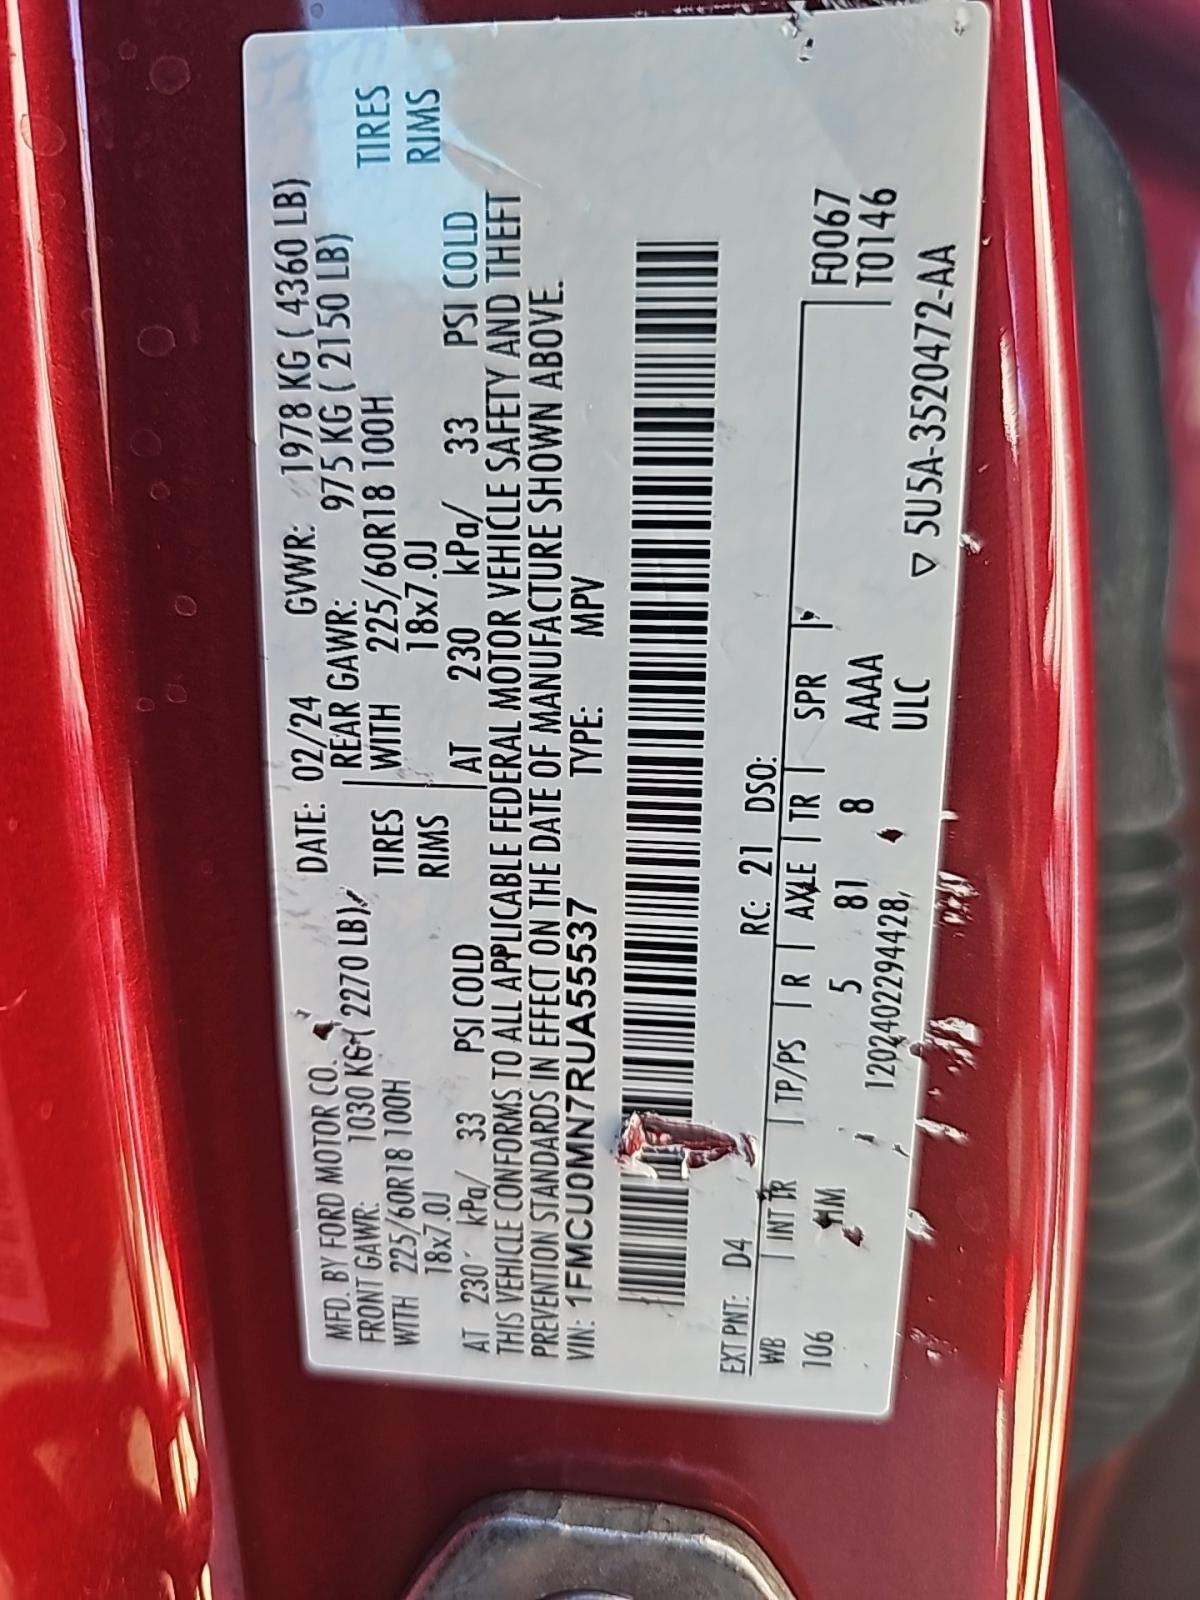 MFD. BY FORD MOTOR CO. DATE: 02/24 GVWR: 1978 KG ( 4360 LB)
FRONT GAWR: 1030 KG ( 2270 LB) REAR GAWR: 975 KG ( 2150 LB)
WITH 225/60R18 100H TIRES WITH 225/60R18 100H TIRES
18x7.0J RIMS 18x7.0J RIMS
AT 230 kPa/ 33 PSI COLD AT 230 kPa/ 33 PSI COLD
THIS VEHICLE CONFORMS TO ALL APPLICABLE FEDERAL MOTOR VEHICLE SAFETY AND THEFT
PREVENTION STANDARDS IN EFFECT ON THE DATE OF MANUFACTURE SHOWN ABOVE.
VIN: 1FMCU0MN7RUA55537 TYPE: MPV
EXT PNT: D4 RC: 21 DSO:
WB INT TR TP/PS R AXLE TR SPR F0067
106 5 81 8 AAAA T0146
1202402294428, ULC
▽ 5U5A-3520472-AA